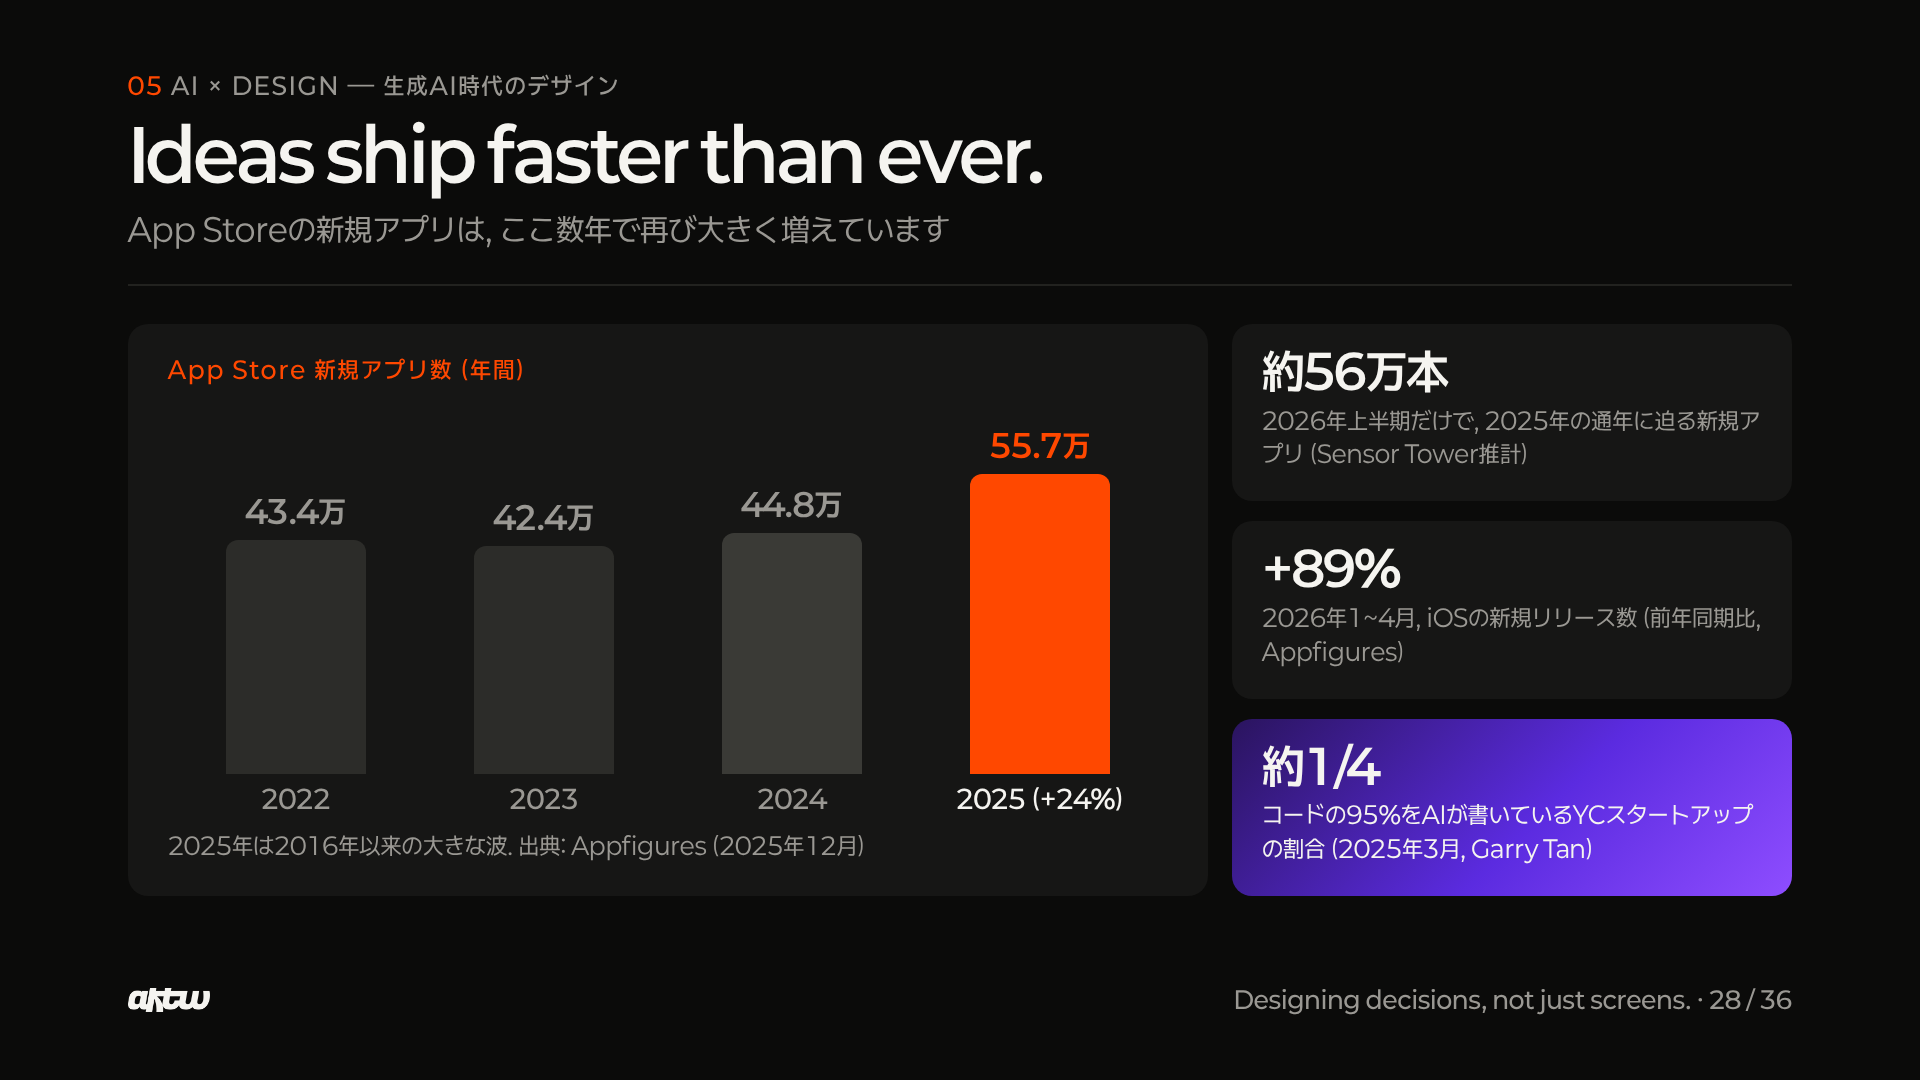 05 AI × DESIGN — 生成AI時代のデザイン
Ideas ship faster than ever.
App Storeの新規アプリは, ここ数年で再び大きく増えています
App Store 新規アプリ数 (年間)
43.4万
42.4万
44.8万
55.7万
2022
2023
2024
2025 (+24%)
2025年は2016年以来の大きな波. 出典: Appfigures (2025年12月)
約56万本
2026年上半期だけで, 2025年の通年に迫る新規ア
プリ (Sensor Tower推計)
+89%
2026年1~4月, iOSの新規リリース数 (前年同期比,
Appfigures)
約1/4
コードの95%をAIが書いているYCスタートアップ
の割合 (2025年3月, Garry Tan)
aktw
Designing decisions, not just screens. · 28 / 36